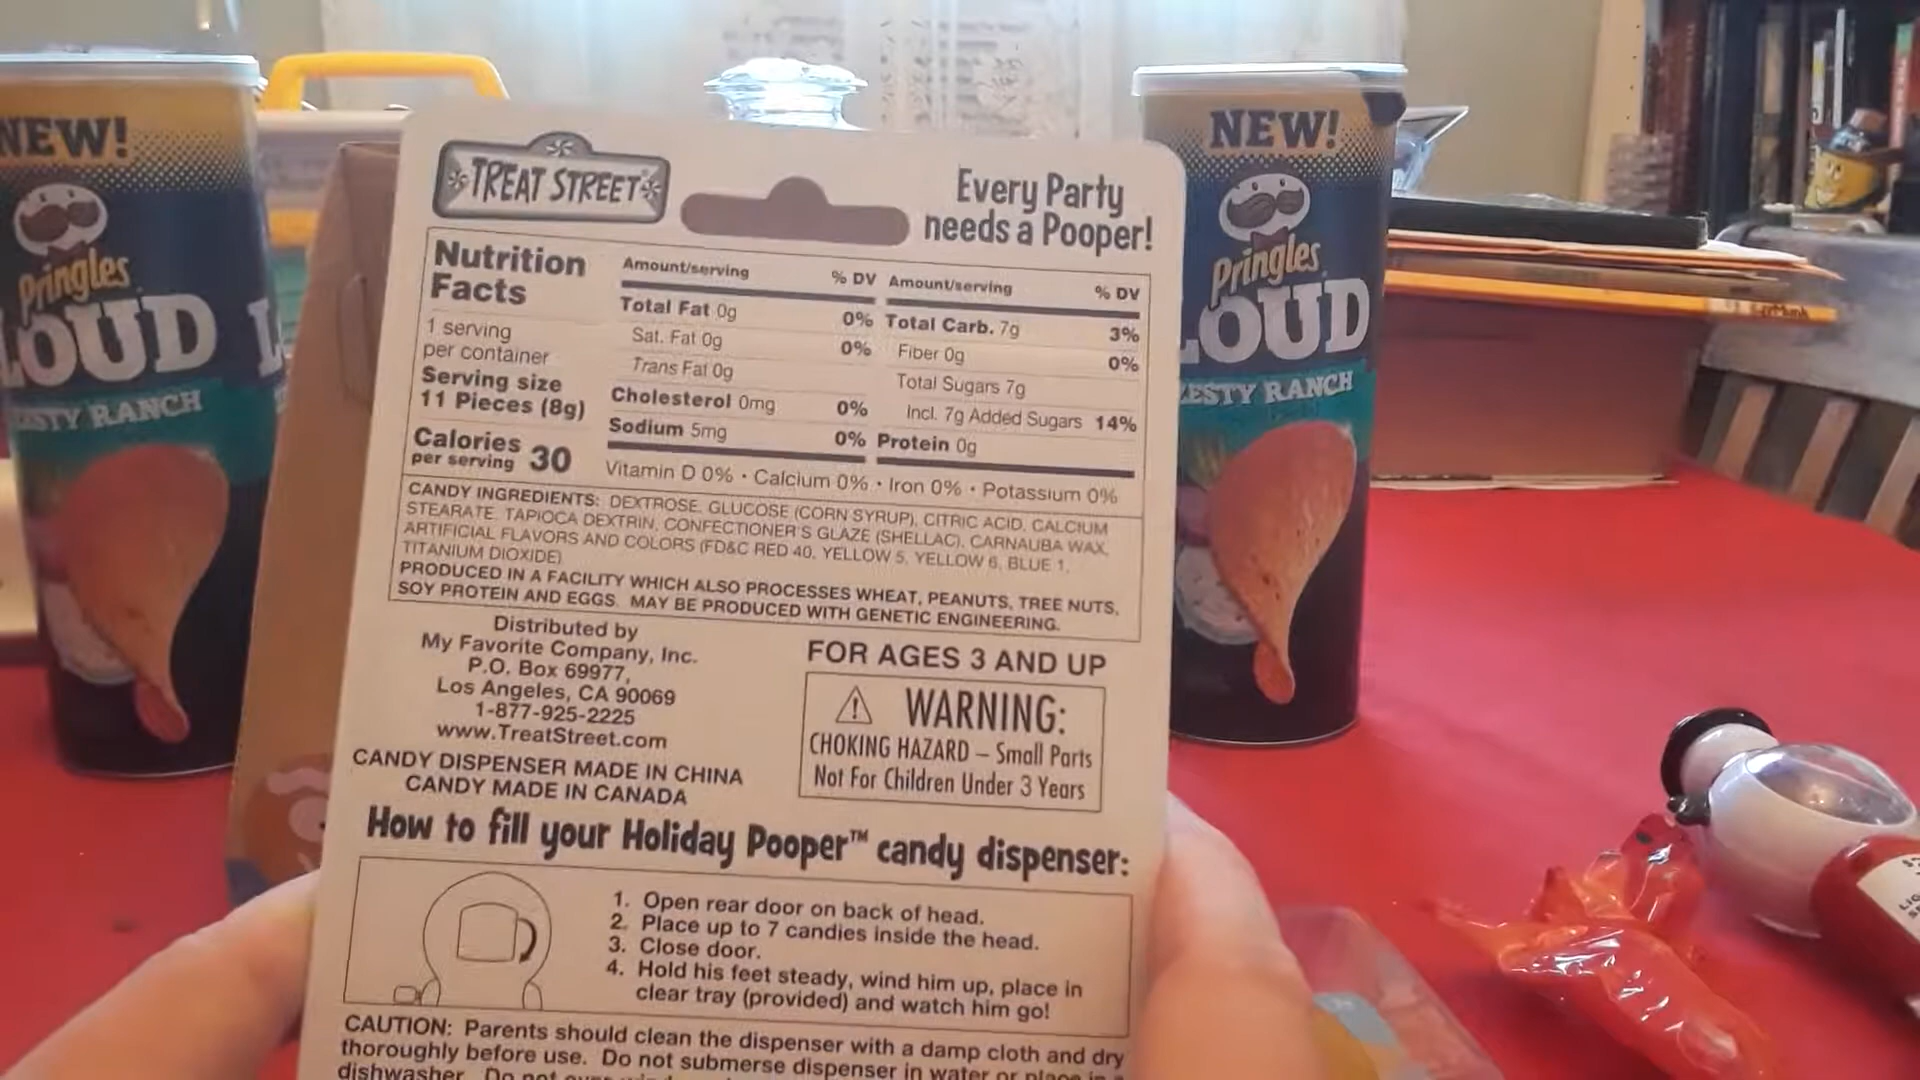 TREAT STREET
Every Party
needs a Pooper!
Nutrition
Facts
1 serving
per container
Serving size
11 Pieces (8g)
Calories
per serving 30
Amount/serving % DV
Total Fat 0g 0%
Sat. Fat 0g 0%
Trans Fat 0g
Cholesterol 0mg 0%
Sodium 5mg 0%
Amount/serving % DV
Total Carb. 7g 3%
Fiber 0g 0%
Total Sugars 7g
Incl. 7g Added Sugars 14%
Protein 0g
Vitamin D 0% • Calcium 0% • Iron 0% • Potassium 0%
CANDY INGREDIENTS: DEXTROSE, GLUCOSE (CORN SYRUP), CITRIC ACID, CALCIUM
STEARATE, TAPIOCA DEXTRIN, CONFECTIONER'S GLAZE (SHELLAC), CARNAUBA WAX,
ARTIFICIAL FLAVORS AND COLORS (FD&C RED 40, YELLOW 5, YELLOW 6, BLUE 1,
TITANIUM DIOXIDE)
PRODUCED IN A FACILITY WHICH ALSO PROCESSES WHEAT, PEANUTS, TREE NUTS,
SOY PROTEIN AND EGGS. MAY BE PRODUCED WITH GENETIC ENGINEERING.
Distributed by
My Favorite Company, Inc.
P.O. Box 69977,
Los Angeles, CA 90069
1-877-925-2225
www.TreatStreet.com
CANDY DISPENSER MADE IN CHINA
CANDY MADE IN CANADA
FOR AGES 3 AND UP
WARNING:
CHOKING HAZARD – Small Parts
Not For Children Under 3 Years
How to fill your Holiday Pooper™ candy dispenser:
1. Open rear door on back of head.
2. Place up to 7 candies inside the head.
3. Close door.
4. Hold his feet steady, wind him up, place in
clear tray (provided) and watch him go!
CAUTION: Parents should clean the dispenser with a damp cloth and dry
thoroughly before use. Do not submerse dispenser in water or place in a
dishwasher. Do not
NEW!
Pringles
LOUD
ZESTY RANCH
NEW!
Pringles
LOUD
ZESTY RANCH